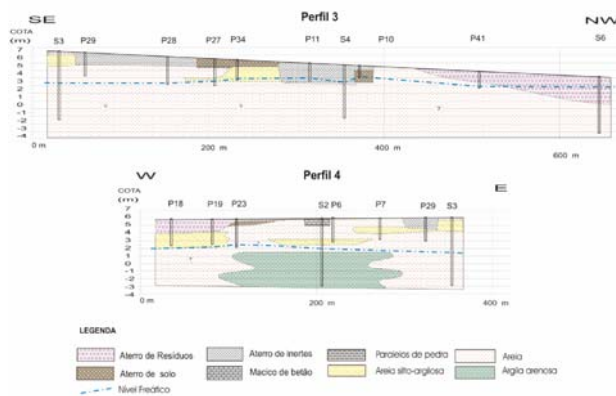 Perfil 3
SE NW
COTA
(m) S3 P29 P28 P27 P34 P11 S4 P10 P41 S6
7
6
5
4
3
2
1
0
-1
-2
-3
-4
0 m 200 m 400 m 600 m
Perfil 4
W E
COTA
(m) P18 P19 P23 S2 P6 P7 P29 S3
7
6
5
4
3
2
1
0
-1
-2
-3
-4
0 m 200 m 400 m
LEGENDA
Aterro de Resíduos Aterro de inertes Paralelos de pedra Areia
Aterro de solo Maciço de betão Areia silto-argilosa Argila arenosa
Nível Freático